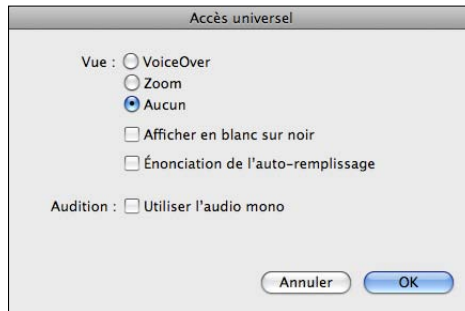 Accès universel
Vue : VoiceOver
Zoom
Aucun
Afficher en blanc sur noir
Énonciation de l'auto-remplissage
Audition : Utiliser l'audio mono
Annuler OK